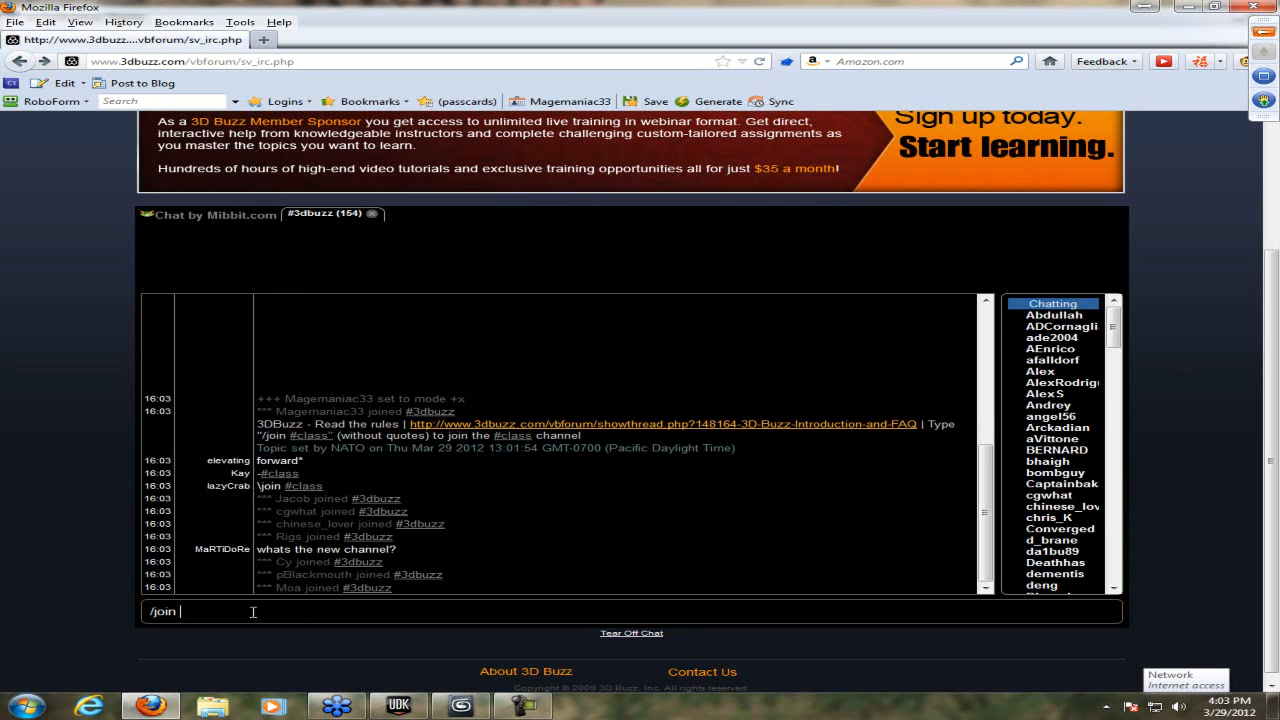 Mozilla Firefox
File Edit View History Bookmarks Tools Help
http://www.3dbuzz....vbforum/sv_irc.php
www.3dbuzz.com/vbforum/sv_irc.php
Amazon.com
Feedback
Edit Post to Blog
RoboForm Search Logins Bookmarks (passcards) Magemaniac33 Save Generate Sync
As a 3D Buzz Member Sponsor you get access to unlimited live training in webinar format. Get direct,
interactive help from knowledgeable instructors and complete challenging custom-tailored assignments as
you master the topics you want to learn.
Hundreds of hours of high-end video tutorials and exclusive training opportunities all for just $35 a month!
Sign up today.
Start learning.
Chat by Mibbit.com #3dbuzz (154)
16:03 +++ Magemaniac33 set to mode +x
16:03 *** Magemaniac33 joined #3dbuzz
3DBuzz - Read the rules | http://www.3dbuzz.com/vbforum/showthread.php?148164-3D-Buzz-Introduction-and-FAQ | Type
"/join #class" (without quotes) to join the #class channel
Topic set by NATO on Thu Mar 29 2012 13:01:54 GMT-0700 (Pacific Daylight Time)
16:03 elevating forward*
16:03 Kay -#class
16:03 lazyCrab \join #class
16:03 *** Jacob joined #3dbuzz
16:03 *** cgwhat joined #3dbuzz
16:03 *** chinese_lover joined #3dbuzz
16:03 *** Rigs joined #3dbuzz
16:03 MaRTiDoRe whats the new channel?
16:03 *** Cy joined #3dbuzz
16:03 *** pBlackmouth joined #3dbuzz
16:03 *** Moa joined #3dbuzz
/join
Chatting
Abdullah
ADCornagli
ade2004
AEnrico
afalldorf
Alex
AlexRodrig
AlexS
Andrey
angel56
Arckadian
aVittone
BERNARD
bhaigh
bombguy
Captainbak
cgwhat
chinese_lov
chris_K
Converged
d_brane
da1bu89
Deathhas
dementis
deng
Tear Off Chat
About 3D Buzz Contact Us
Copyright © 2009 3D Buzz, Inc. All rights reserved.
Network
Internet access
UDK
4:03 PM
3/29/2012